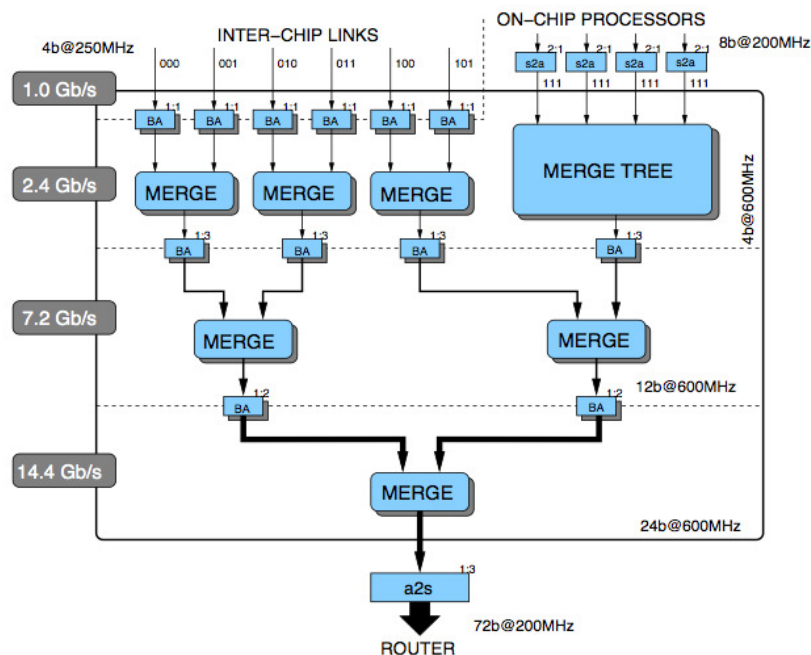 ON-CHIP PROCESSORS
INTER-CHIP LINKS
4b@250MHz
8b@200MHz
2:1 2:1 2:1 2:1
s2a s2a s2a s2a
000 001 010 011 100 101
111 111 111 111
1.0 Gb/s
1:1 1:1 1:1 1:1 1:1 1:1
BA BA BA BA BA BA
2.4 Gb/s
MERGE MERGE MERGE MERGE TREE
4b@600MHz
1:3 1:3 1:3 1:3
BA BA BA BA
7.2 Gb/s
MERGE MERGE
12b@600MHz
1:2 1:2
BA BA
14.4 Gb/s
MERGE
24b@600MHz
1:3
a2s
72b@200MHz
ROUTER